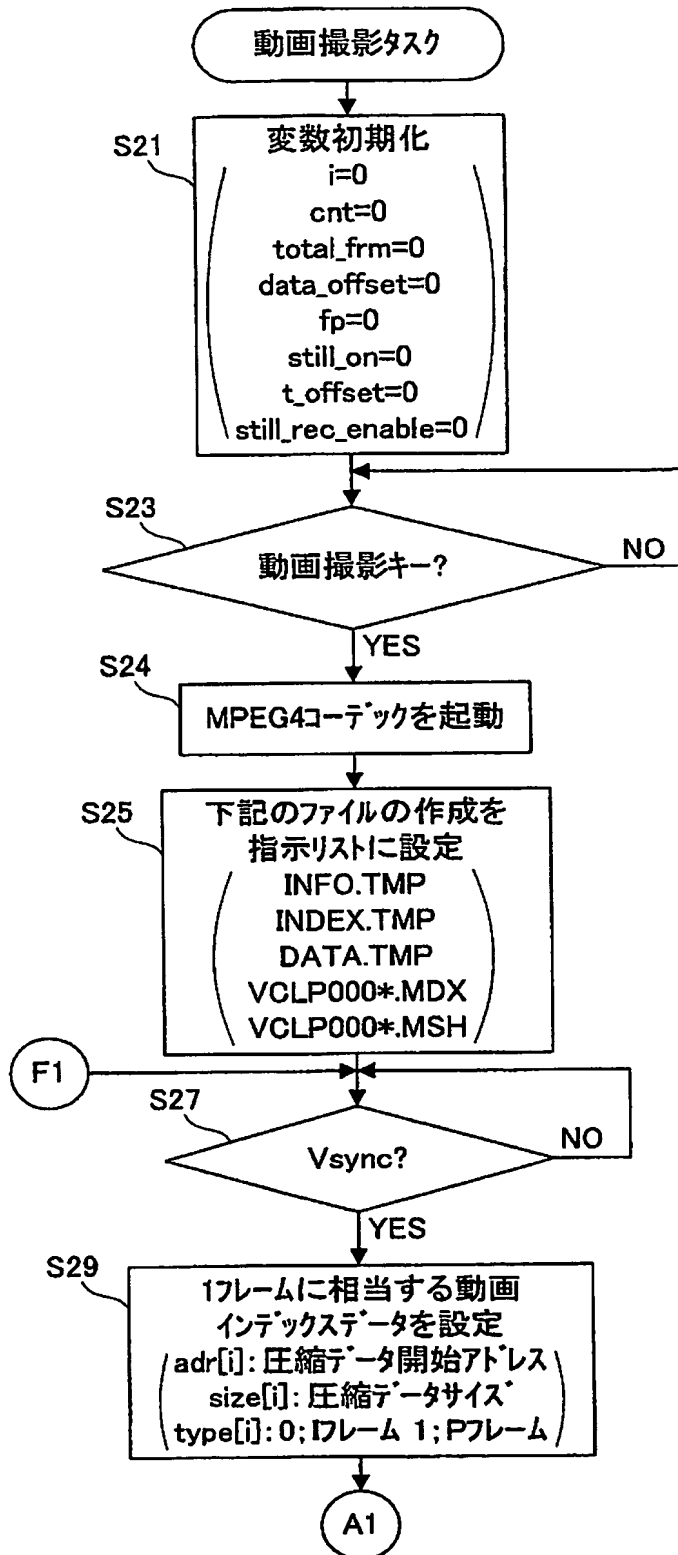 動画撮影タスク
S21
変数初期化
i=0
cnt=0
total_frm=0
data_offset=0
fp=0
still_on=0
t_offset=0
still_rec_enable=0
S23
動画撮影キー?
NO
YES
S24
MPEG4コーデックを起動
S25
下記のファイルの作成を
指示リストに設定
INFO.TMP
INDEX.TMP
DATA.TMP
VCLP000*.MDX
VCLP000*.MSH
F1
S27
Vsync?
NO
YES
S29
1フレームに相当する動画
インデックスデータを設定
adr[i]: 圧縮データ開始アドレス
size[i]: 圧縮データサイズ
type[i]: 0; Iフレーム 1; Pフレーム
A1